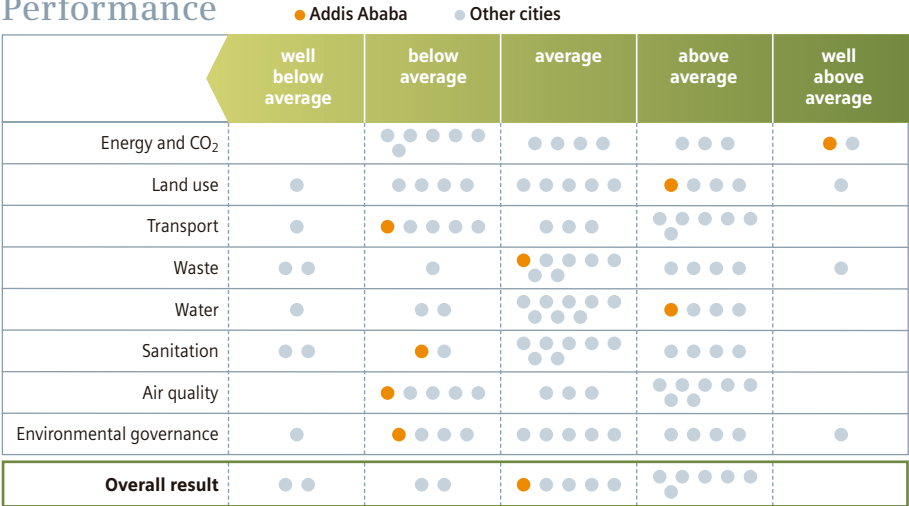 Performance
Addis Ababa
Other cities
well
below
average
below
average
average
above
average
well
above
average
Energy and CO₂
Land use
Transport
Waste
Water
Sanitation
Air quality
Environmental governance
Overall result